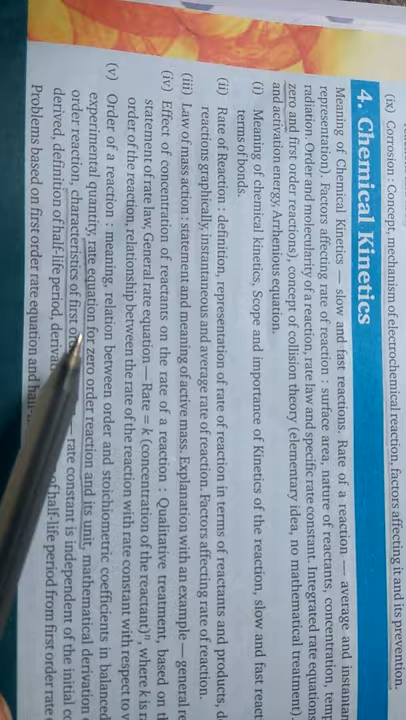 (ix) Corrosion : Concept, mechanism of electrochemical reaction, factors affecting it and its prevention.
4. Chemical Kinetics
Meaning of Chemical Kinetics — slow and fast reactions. Rate of a reaction — average and instantan
representation). Factors affecting rate of reaction : surface area, nature of reactants, concentration, temp
radiation. Order and molecularity of a reaction, rate law and specific rate constant. Integrated rate equation
zero and first order reactions), concept of collision theory (elementary idea, no mathematical treatment)
and activation energy, Arrhenious equation.
(i) Meaning of chemical kinetics, Scope and importance of Kinetics of the reaction, slow and fast react
terms of bonds.
(ii) Rate of Reaction : definition, representation of rate of reaction in terms of reactants and products, d
reactions graphically, instantaneous and average rate of reaction. Factors affecting rate of reaction.
(iii) Law of mass action : statement and meaning of active mass. Explanation with an example — general re
(iv) Effect of concentration of reactants on the rate of a reaction : Qualitative treatment, based on t
statement of rate law, General rate equation — Rate = k (concentration of the reactant)ⁿ, where k is r
order of the reaction, relationship between the rate of the reaction with rate constant with respect to v
(v) Order of a reaction : meaning, relation between order and stoichiometric coefficients in balanced
experimental quantity, rate equation for zero order reaction and its unit, mathematical derivation
order reaction, characteristics of first — rate constant is independent of the initial co
derived, definition of half-life period, deriva of half-life period from first order rate
Problems based on first order rate equation and half-